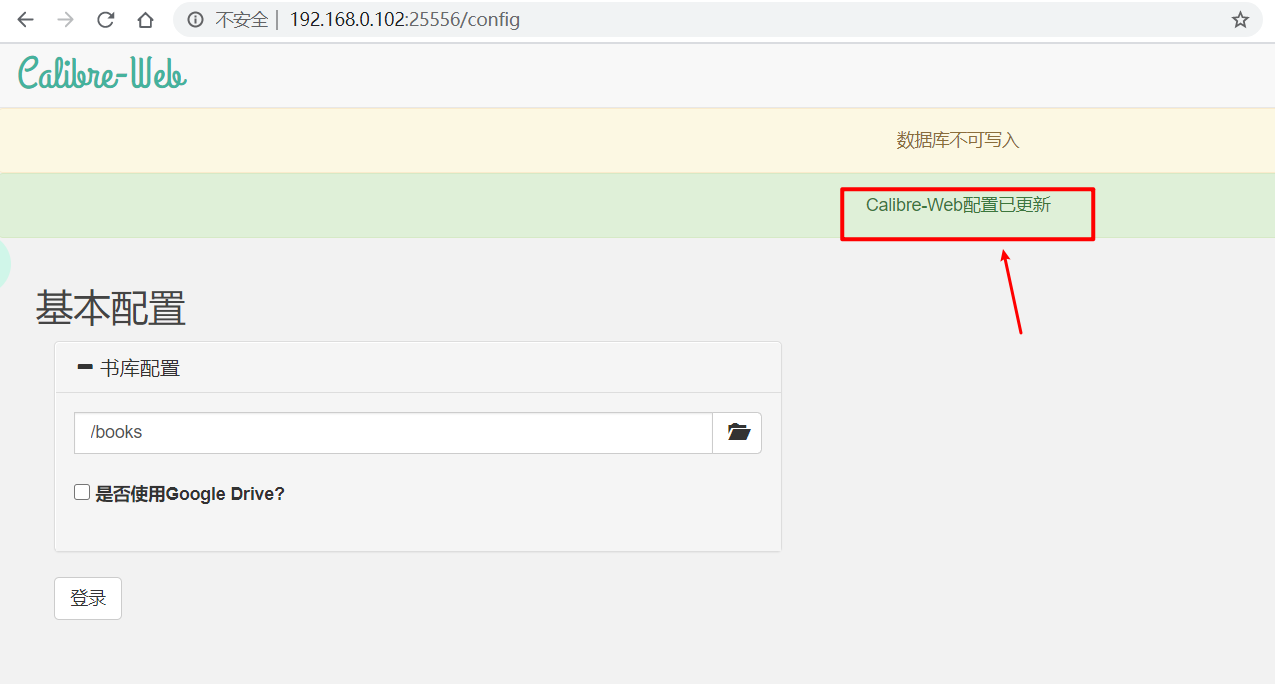 不安全 | 192.168.0.102:25556/config
Calibre-Web
数据库不可写入
Calibre-Web配置已更新
基本配置
书库配置
/books
是否使用Google Drive?
登录